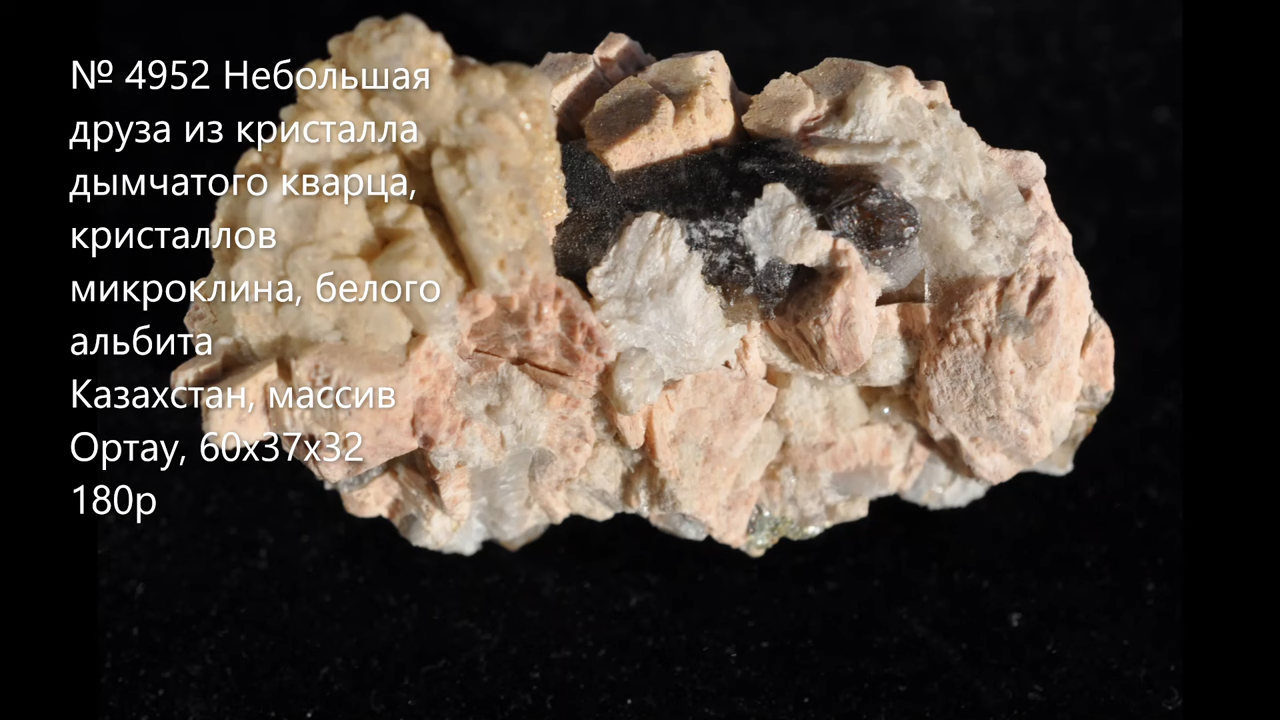 № 4952 Небольшая
друза из кристалла
дымчатого кварца,
кристаллов
микроклина, белого
альбита
Казахстан, массив
Ортау, 60х37х32
180р